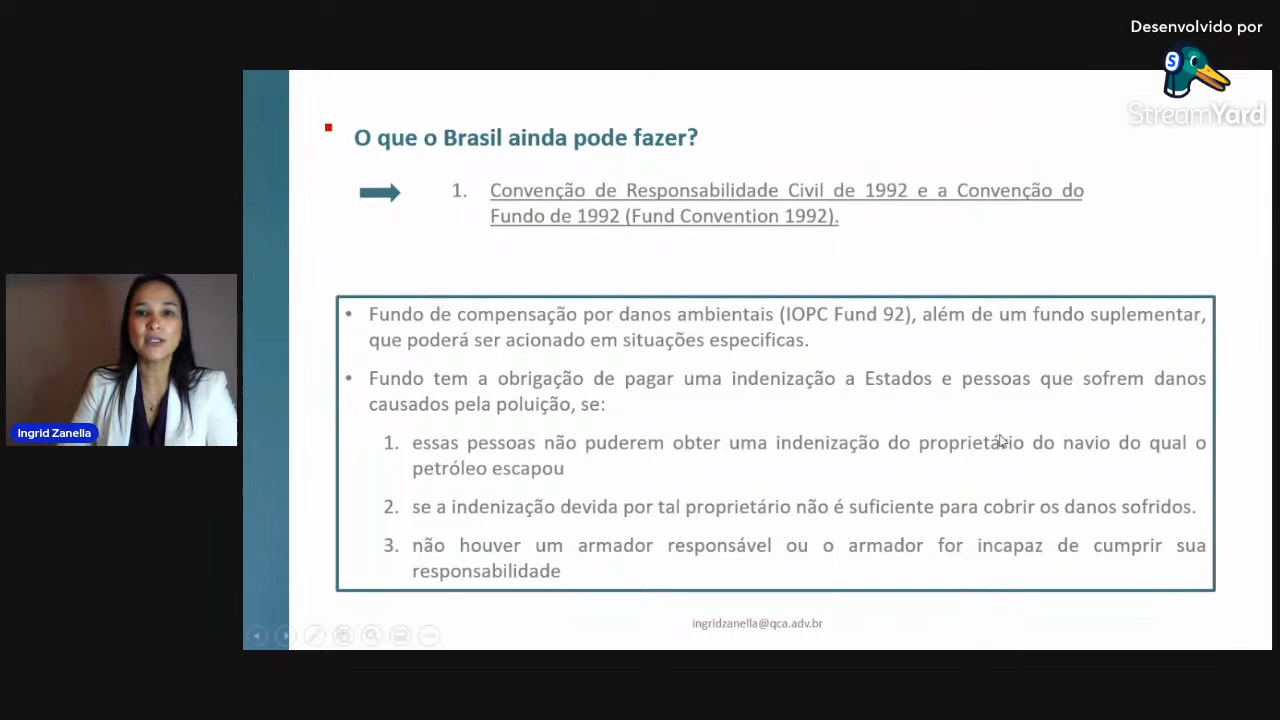 Desenvolvido por
S
StreamYard
O que o Brasil ainda pode fazer?
1. Convenção de Responsabilidade Civil de 1992 e a Convenção do
Fundo de 1992 (Fund Convention 1992).
• Fundo de compensação por danos ambientais (IOPC Fund 92), além de um fundo suplementar,
que poderá ser acionado em situações especificas.
• Fundo tem a obrigação de pagar uma indenização a Estados e pessoas que sofrem danos
causados pela poluição, se:
1. essas pessoas não puderem obter uma indenização do proprietário do navio do qual o
petróleo escapou
2. se a indenização devida por tal proprietário não é suficiente para cobrir os danos sofridos.
3. não houver um armador responsável ou o armador for incapaz de cumprir sua
responsabilidade
Ingrid Zanella
ingridzanella@qca.adv.br